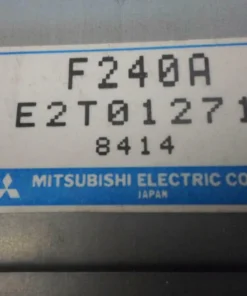 F240A
E2T01271
8414
MITSUBISHI ELECTRIC CO
JAPAN